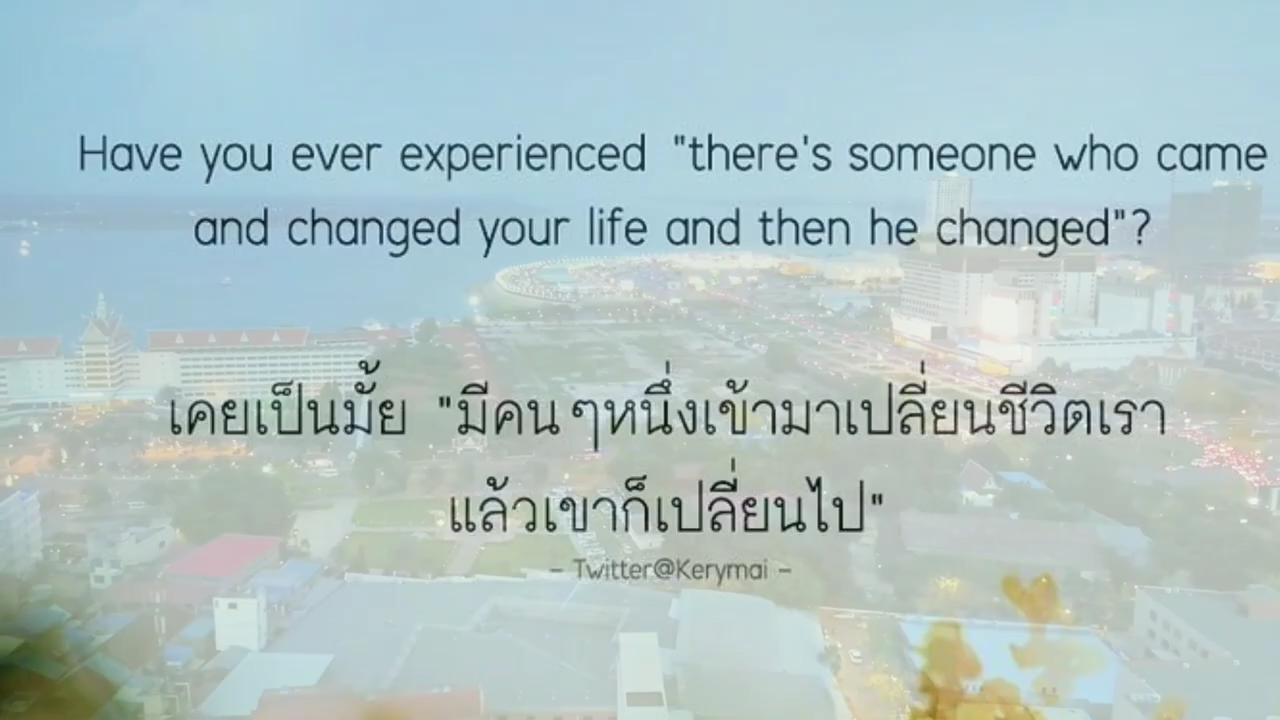 Have you ever experienced "there's someone who came
and changed your life and then he changed"?
เคยเป็นมั้ย "มีคนๆหนึ่งเข้ามาเปลี่ยนชีวิตเรา
แล้วเขาก็เปลี่ยนไป"
- Twitter@Kerymai -